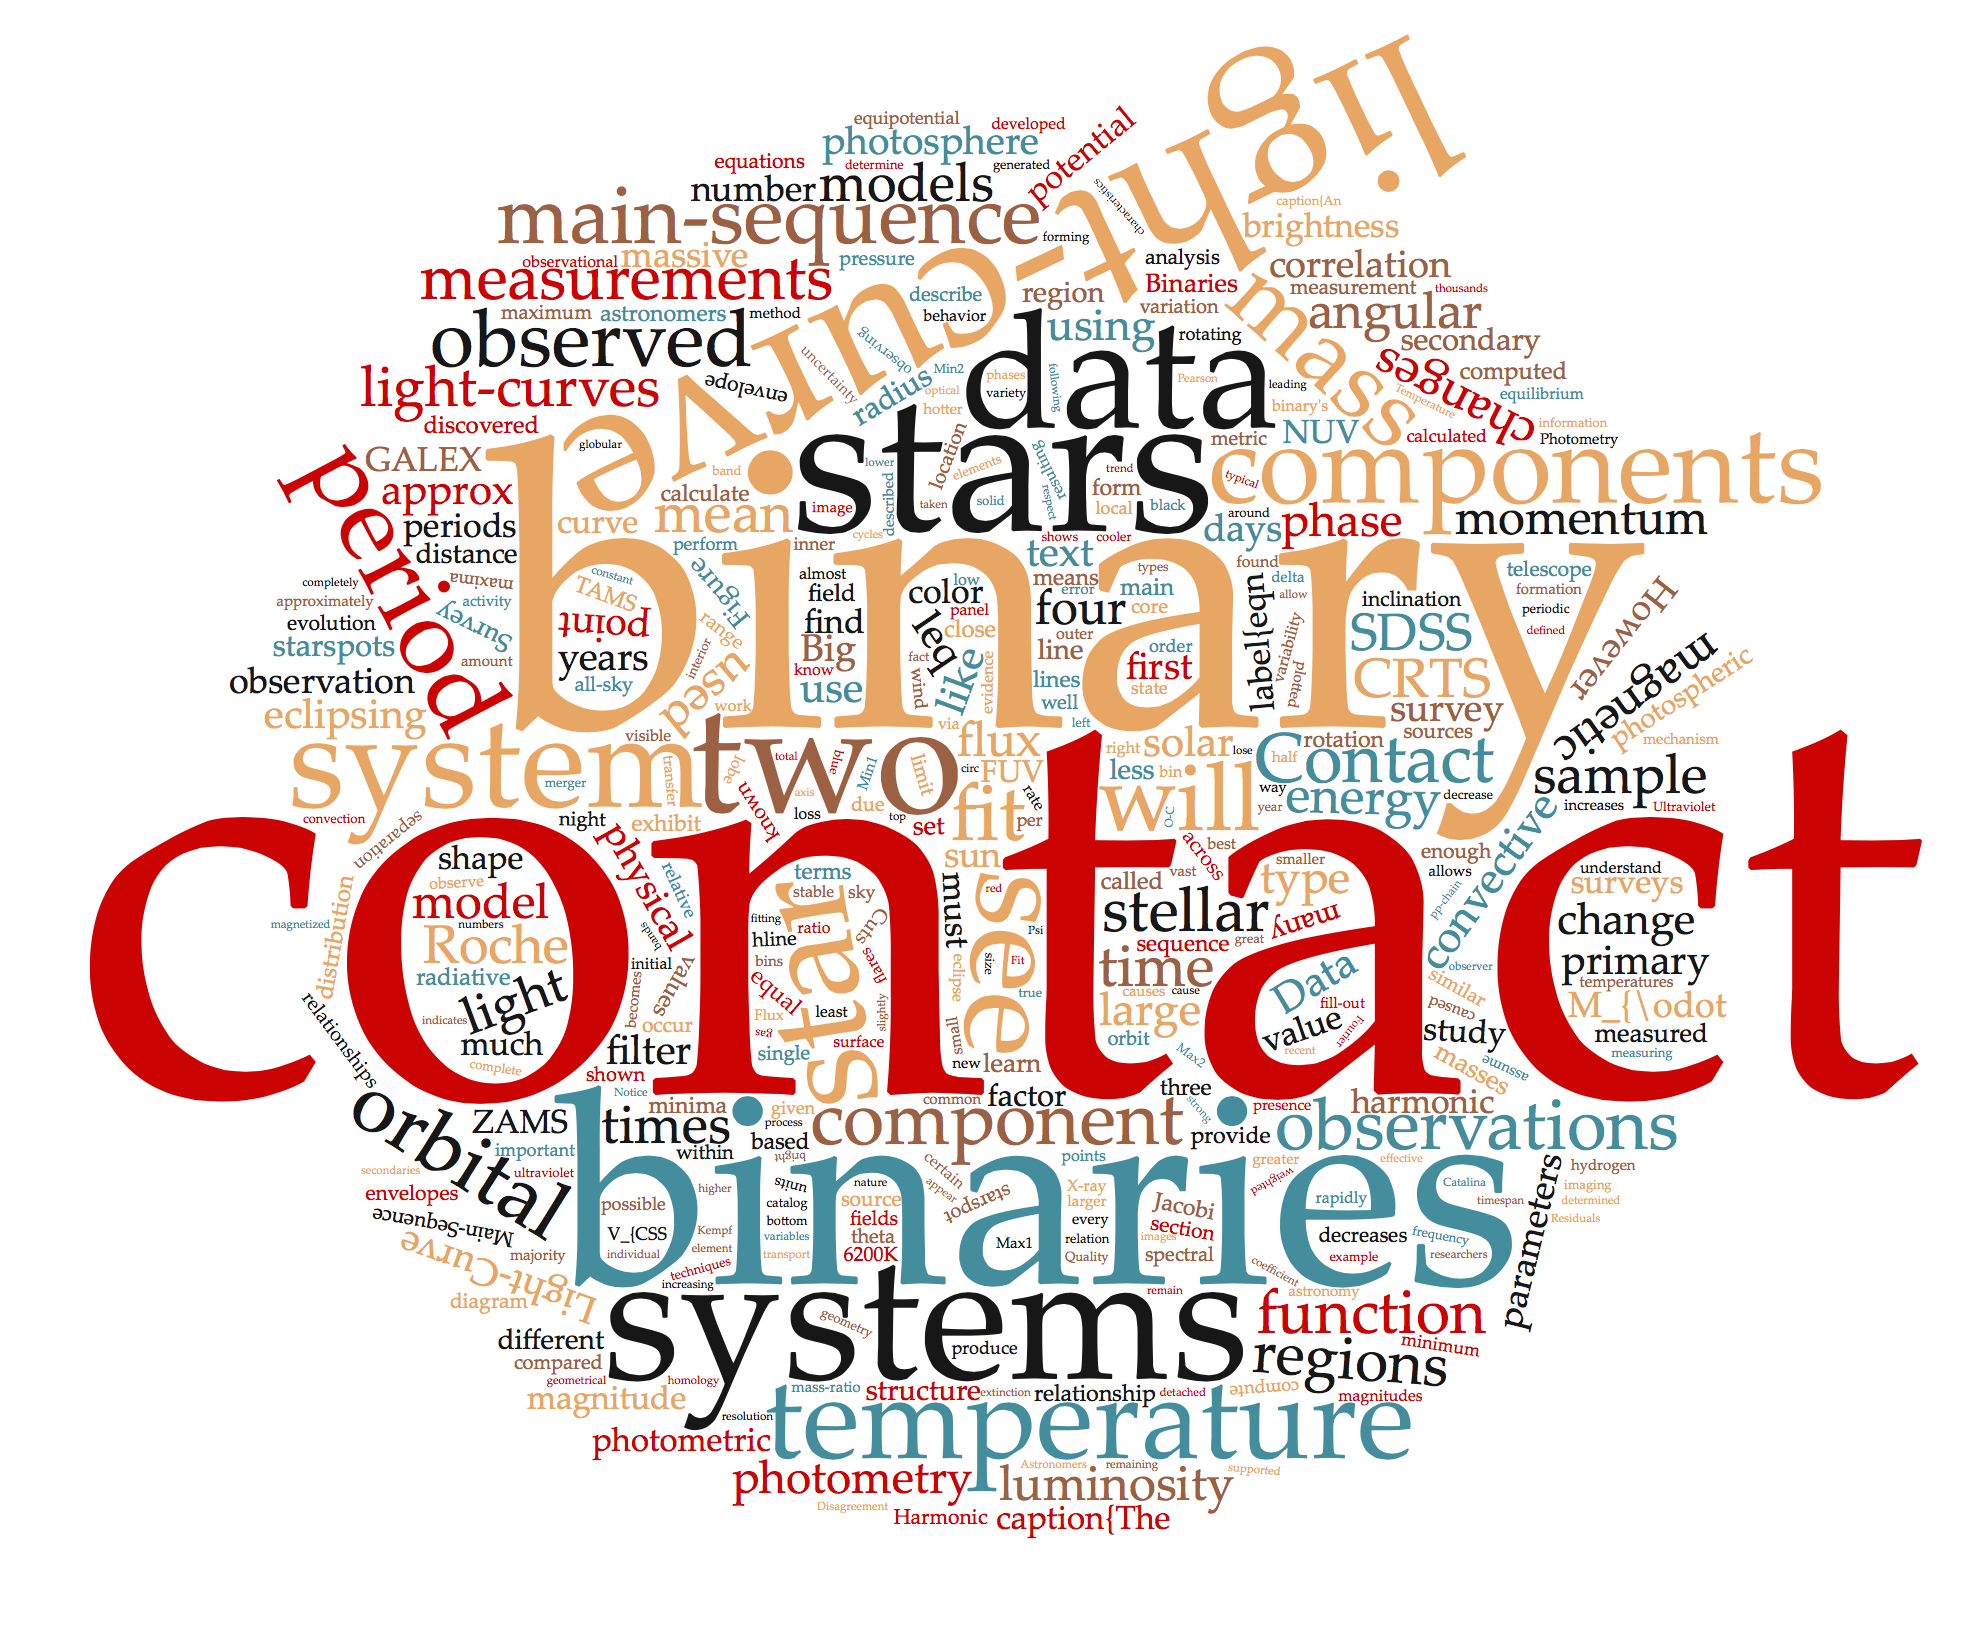 light-curve
equipotential
developed
photosphere
potential
equations
determine
generated
characteristics
number
models
caption{An
main-sequence
brightness
forming
observational
massive
pressure
analysis
correlation
measurements
Binaries
measurement
thousands
describe
region
variation
maximum
astronomers
method
behavior
angular
observed
observing
using
rotating
secondary
mass
changes
data
light-curves
envelope
uncertainty
radius
Min2
phases
following
Pearson
leading
computed
optical
variety
Temperature
equilibrium
hotter
binary's
discovered
stars
information
globular
metric
NUV
calculated
Photometry
period
GALEX
band
lower
location
elements
resulting
trend
components
approx
calculate
image
described
taken
solid
respect
form
local
black
typical
periods
curve
mean
cycles
around
days
phase
momentum
distance
perform
inner
shows
cooler
text
binary
completely
maxima
constant
Figure
almost
color
low
means
types
main
found
delta
telescope
approximately
activity
TAMS
field
leq
panel
error
core
allow
inclination
formation
However
evolution
Survey
point
range
find
four
label{eqn
periodic
starspots
years
interior
Big
close
outer
variability
SDSS
defined
amount
used
know
fact
like
line
order
magnetic
observation
all-sky
use
wind
evidence
lines
first
state
plotted
CRTS
photospheric
eclipsing
work
via
well
left
survey
visible
two
flux
right
solar
lose
rotation
sources
mechanism
system
lobe
total
blue
Min1
limit
circ
FUV
less
bin
Contact
half
merger
transfer
axis
fit
rate
will
way
year
energy
decrease
sample
convection
separation
night
exhibit
known
loss
due
top
set
per
O-C
increases
Ultraviolet
contact
shape
physical
relative
terms
sun
across
best
smaller
enough
convective
understand
observe
stable
sky
must
red
called
vast
type
allows
surveys
magnetized
distribution
model
numbers
bands
fitting
mass
ratio
Cuts
see
stellar
many
pp-chain
change
Roche
hline
Psi
sequence
great
radiative
initial
values
bins
flares
eclipse
size
Fit
time
Data
observer
primary
light
becomes
equal
true
causes
cause
similar
temperatures
relationships
indicates
occur
Flux
least
slightly
large
fill-out
caused
M_{\odot
much
filter
gas
surface
small
orbit
value
Fourier
study
measured
complete
single
new
learn
Max2
recent
masses
assume
measuring
shown
orbital
Notice
minima
given
common
factor
three
presence
harmonic
ZAMS
times
process
component
strong
provide
observations
important
within
based
bright
points
greater
effective
secondaries
ultraviolet
binaries
certain
hydrogen
envelopes
higher
units
nature
appear
X-ray
weighted
rapidly
Catalina
timespan
imaging
determined
possible
catalog
source
starspot
larger
Jacobi
parameters
Main-Sequence
V_{CSS
Kempf
bottom
fields
every
section
Residuals
Light-Curve
majority
individual
element
variables
theta
Max1
relation
images
decreases
frequency
transport
6200K
Quality
spectral
example
researchers
techniques
increasing
coefficient
diagram
remain
astronomy
systems
geometry
function
different
produce
minimum
compared
regions
geometrical
homology
mass-ratio
structure
extinction
relationship
detached
compute
magnitudes
magnitude
resolution
temperature
photometric
Astronomers
remaining
supported
photometry
luminosity
Disagreement
Harmonic
caption{The